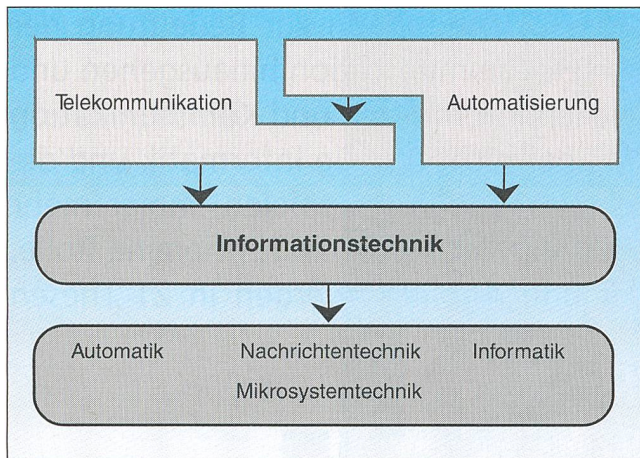 Telekommunikation Automatisierung
Informationstechnik
Automatik Nachrichtentechnik Informatik
Mikrosystemtechnik